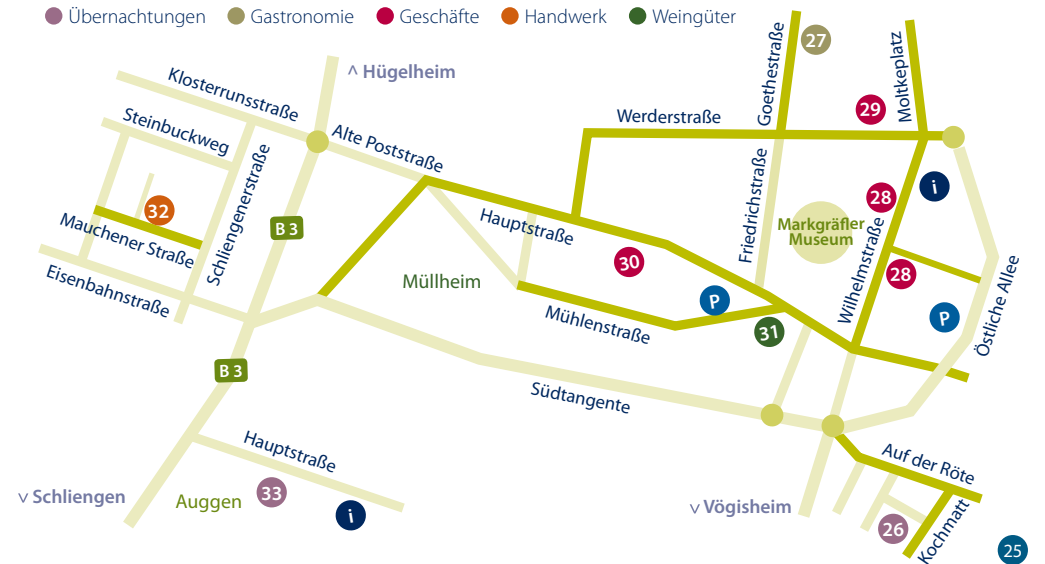 Übernachtungen Gastronomie Geschäfte Handwerk Weingüter
27
Klosterrunsstraße
^ Hügelheim
Goethestraße
Moltkeplatz
Steinbuckweg
Alte Poststraße
Werderstraße
29
Schliengenerstraße
32
Mauchener Straße
B 3
Hauptstraße
Friedrichstraße
28
i
Markgräfler
Museum
Wilhelmstraße
Eisenbahnstraße
Müllheim
30
28
P
P
Mühlenstraße
31
Östliche Allee
B 3
Südtangente
Hauptstraße
Auf der Röte
v Schliengen
Auggen
33
i
v Vögisheim
26
Kochmatt
25